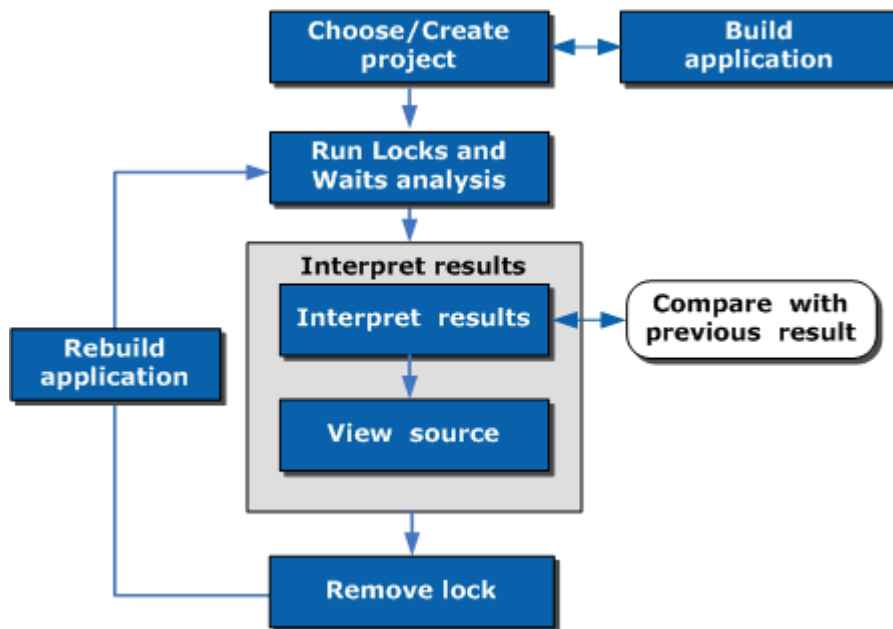 Choose/Create
project
Build
application
Run Locks and
Waits analysis
Interpret results
Interpret results
Compare with
previous result
Rebuild
application
View source
Remove lock